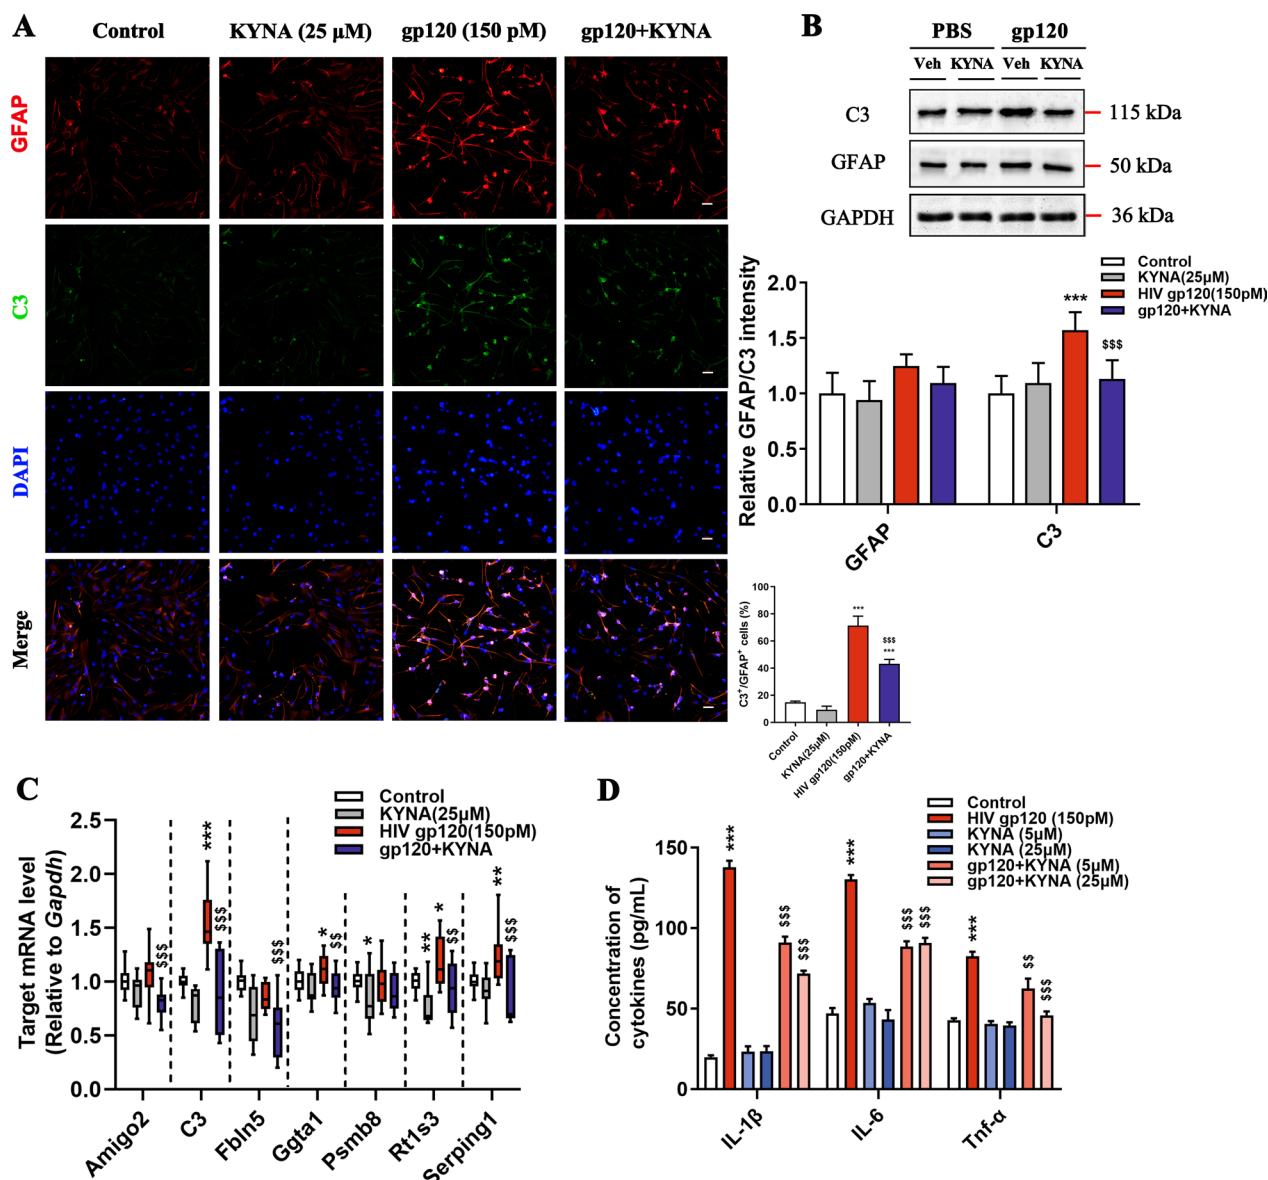 A
Control
KYNA (25 μM)
gp120 (150 pM)
gp120+KYNA
GFAP
C3
DAPI
Merge
B
PBS
gp120
Veh
KYNA
Veh
KYNA
C3
115 kDa
GFAP
50 kDa
GAPDH
36 kDa
Control
KYNA(25μM)
HIV gp120(150pM)
gp120+KYNA
Relative GFAP/C3 intensity
2.0
1.5
1.0
0.5
0.0
***
$$$
GFAP
C3
C3+/GFAP+ cells (%)
100
80
60
40
20
0
***
$$$
***
Control
KYNA(25μM)
HIV gp120(150pM)
gp120+KYNA
C
Control
KYNA(25μM)
HIV gp120(150pM)
gp120+KYNA
Target mRNA level
(Relative to Gapdh)
2.5
2.0
1.5
1.0
0.5
0.0
$$$
***
$$$
$$$
*
$$
*
**
*
$$
**
$$$
Amigo2
C3
Fbln5
Ggta1
Psmb8
Rt1s3
Serping1
D
Control
HIV gp120 (150pM)
KYNA (5μM)
KYNA (25μM)
gp120+KYNA (5μM)
gp120+KYNA (25μM)
Concentration of
cytokines (pg/mL)
150
100
50
0
***
$$$
$$$
***
$$$
$$$
***
$$
$$$
IL-1β
IL-6
Tnf-α